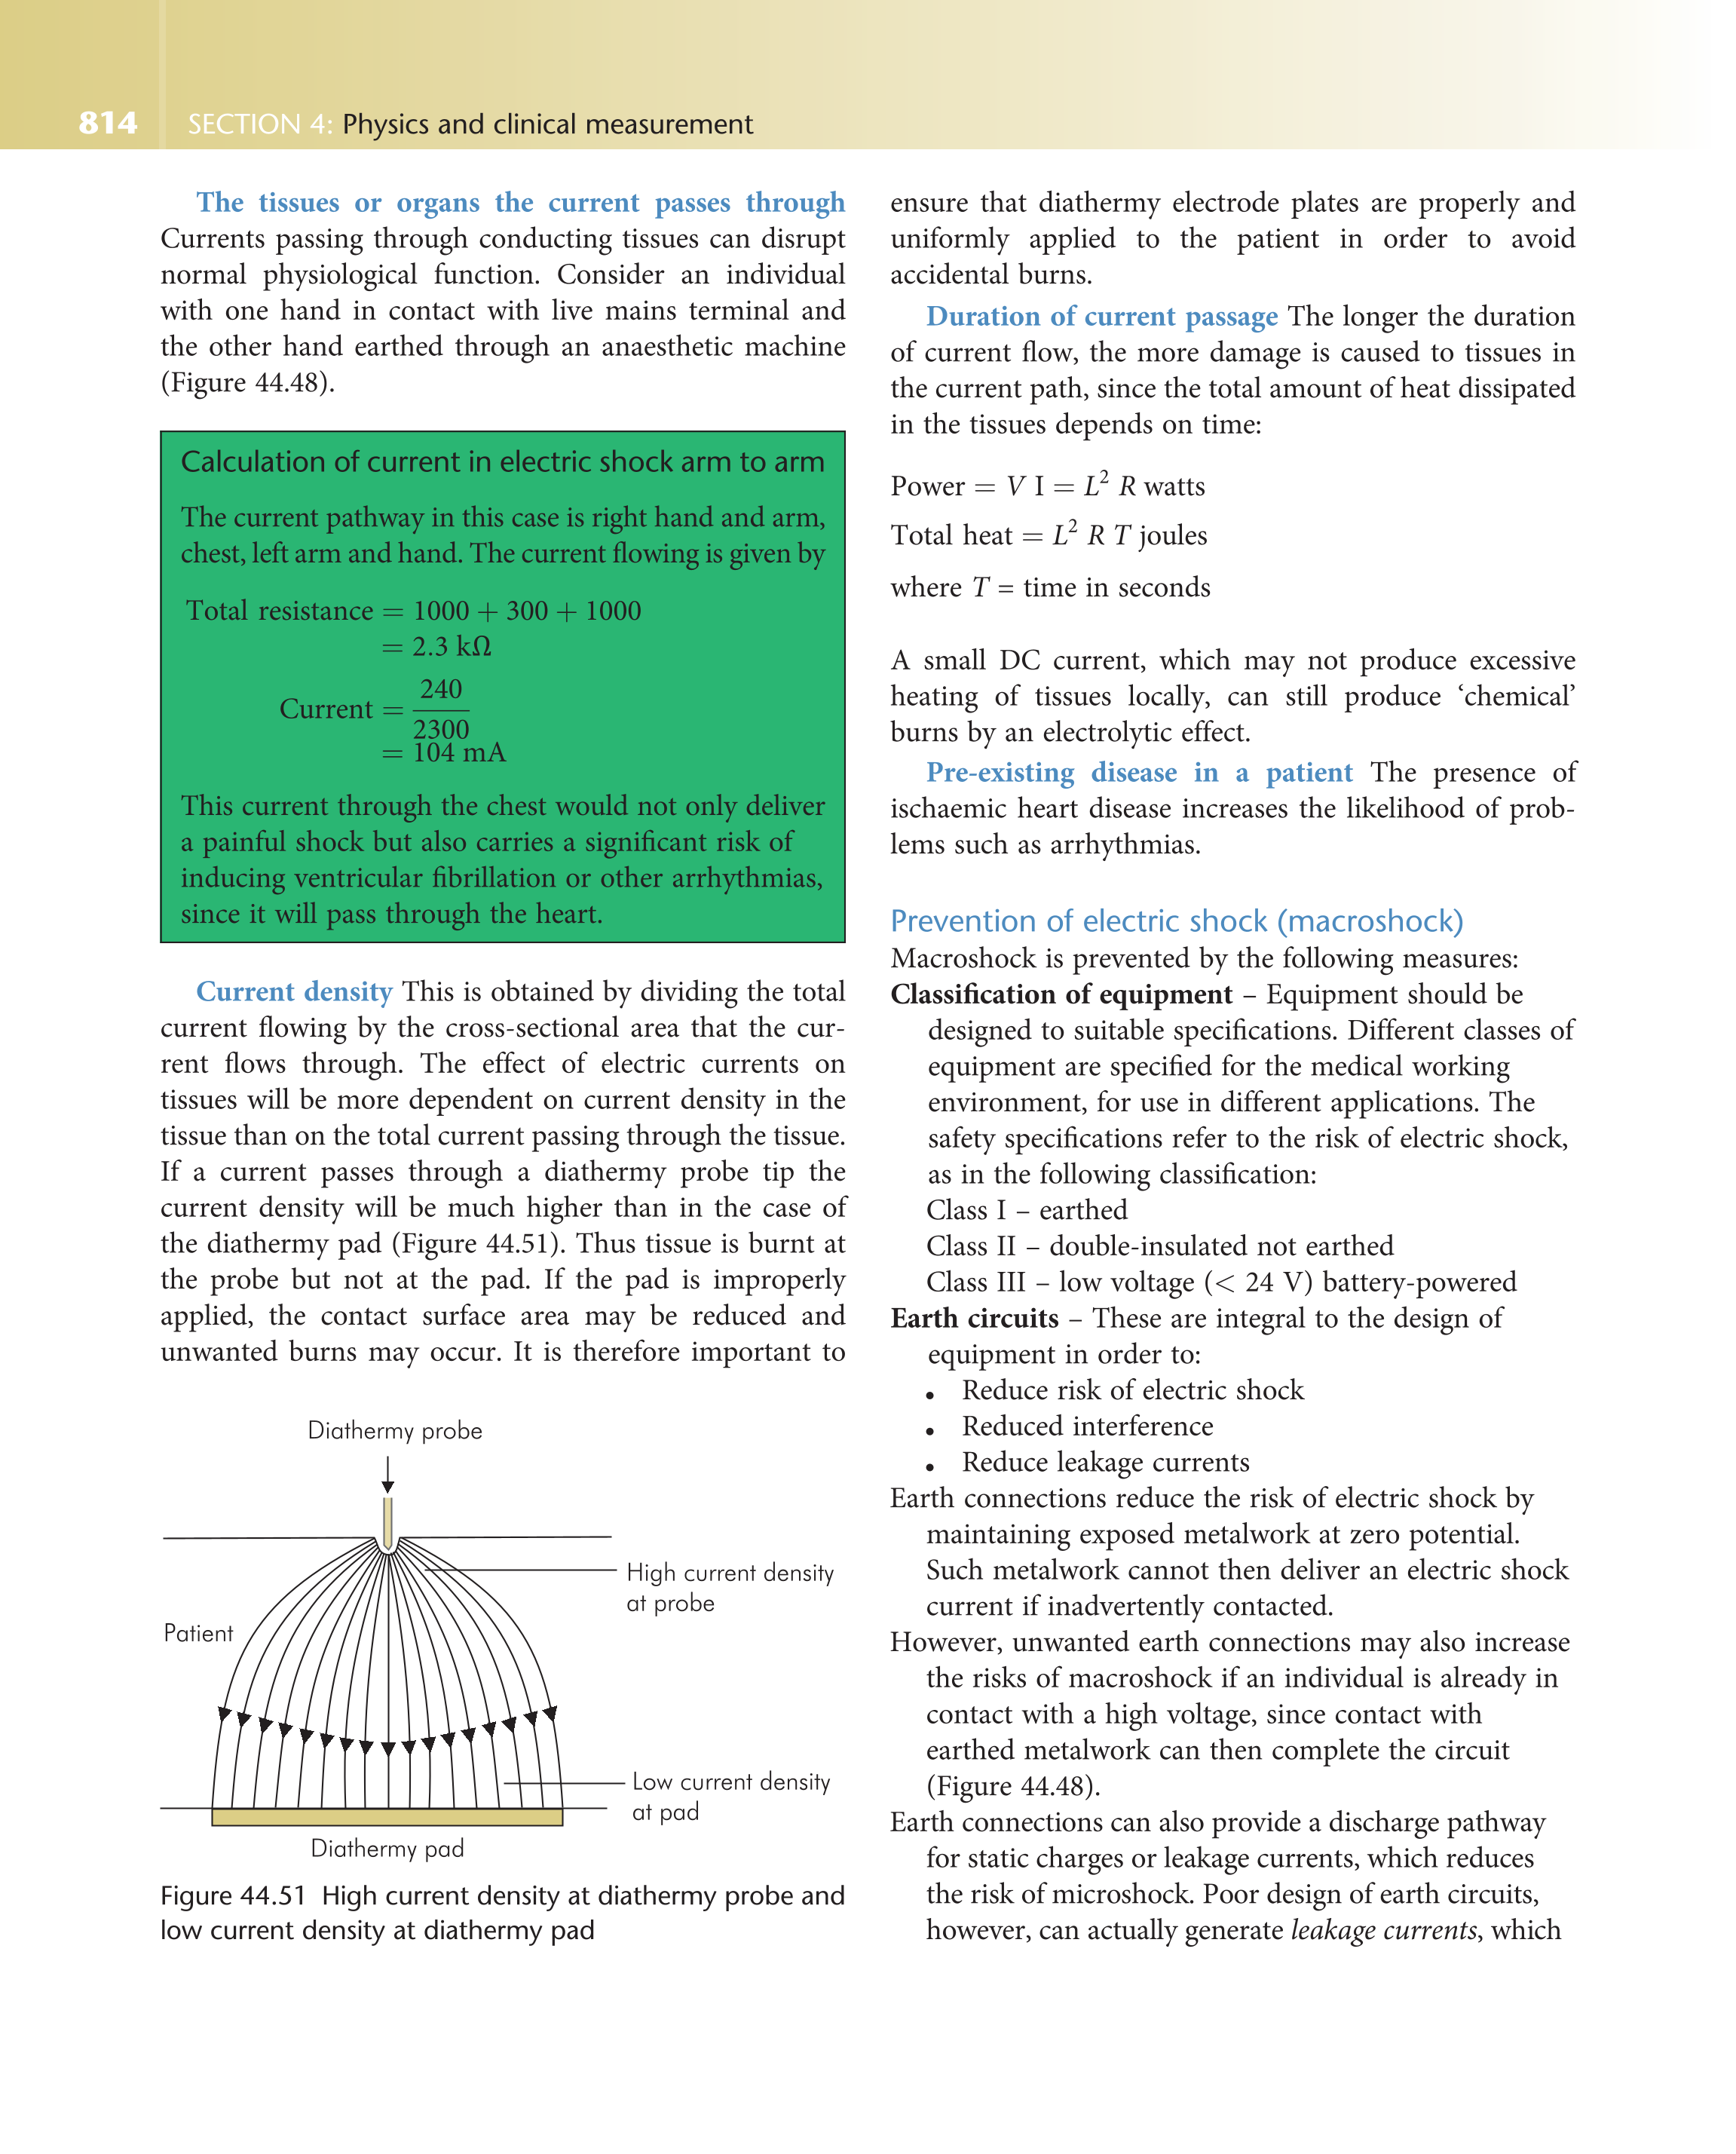 814
SECTION 4: Physics and clinical measurement
The tissues or organs the current passes through
Currents passing through conducting tissues can disrupt
normal physiological function. Consider an individual
with one hand in contact with live mains terminal and
the other hand earthed through an anaesthetic machine
(Figure 44.48).
Calculation of current in electric shock arm to arm
The current pathway in this case is right hand and arm,
chest, left arm and hand. The current flowing is given by
Total resistance = 1000 + 300 + 1000
= 2.3 kΩ
Current = 240/2300
= 104 mA
This current through the chest would not only deliver
a painful shock but also carries a significant risk of
inducing ventricular fibrillation or other arrhythmias,
since it will pass through the heart.
Current density This is obtained by dividing the total
current flowing by the cross-sectional area that the cur-
rent flows through. The effect of electric currents on
tissues will be more dependent on current density in the
tissue than on the total current passing through the tissue.
If a current passes through a diathermy probe tip the
current density will be much higher than in the case of
the diathermy pad (Figure 44.51). Thus tissue is burnt at
the probe but not at the pad. If the pad is improperly
applied, the contact surface area may be reduced and
unwanted burns may occur. It is therefore important to
Diathermy probe
High current density
at probe
Patient
Low current density
at pad
Diathermy pad
Figure 44.51 High current density at diathermy probe and
low current density at diathermy pad
ensure that diathermy electrode plates are properly and
uniformly applied to the patient in order to avoid
accidental burns.
Duration of current passage The longer the duration
of current flow, the more damage is caused to tissues in
the current path, since the total amount of heat dissipated
in the tissues depends on time:
Power = V I = L² R watts
Total heat = L² R T joules
where T = time in seconds
A small DC current, which may not produce excessive
heating of tissues locally, can still produce ‘chemical’
burns by an electrolytic effect.
Pre-existing disease in a patient The presence of
ischaemic heart disease increases the likelihood of prob-
lems such as arrhythmias.
Prevention of electric shock (macroshock)
Macroshock is prevented by the following measures:
Classification of equipment – Equipment should be
designed to suitable specifications. Different classes of
equipment are specified for the medical working
environment, for use in different applications. The
safety specifications refer to the risk of electric shock,
as in the following classification:
Class I – earthed
Class II – double-insulated not earthed
Class III – low voltage (< 24 V) battery-powered
Earth circuits – These are integral to the design of
equipment in order to:
• Reduce risk of electric shock
• Reduced interference
• Reduce leakage currents
Earth connections reduce the risk of electric shock by
maintaining exposed metalwork at zero potential.
Such metalwork cannot then deliver an electric shock
current if inadvertently contacted.
However, unwanted earth connections may also increase
the risks of macroshock if an individual is already in
contact with a high voltage, since contact with
earthed metalwork can then complete the circuit
(Figure 44.48).
Earth connections can also provide a discharge pathway
for static charges or leakage currents, which reduces
the risk of microshock. Poor design of earth circuits,
however, can actually generate leakage currents, which